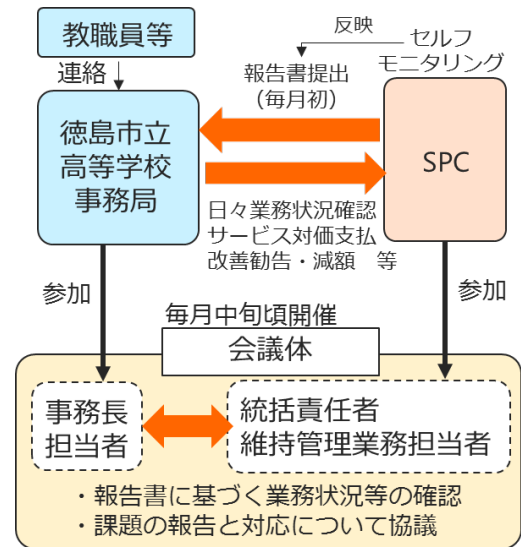 教職員等
連絡
反映
セルフ
モニタリング
報告書提出
（毎月初）
徳島市立
高等学校
事務局
SPC
日々業務状況確認
サービス対価支払
改善勧告・減額　等
参加
参加
毎月中旬頃開催
会議体
事務長
担当者
統括責任者
維持管理業務担当者
・報告書に基づく業務状況等の確認
・課題の報告と対応について協議